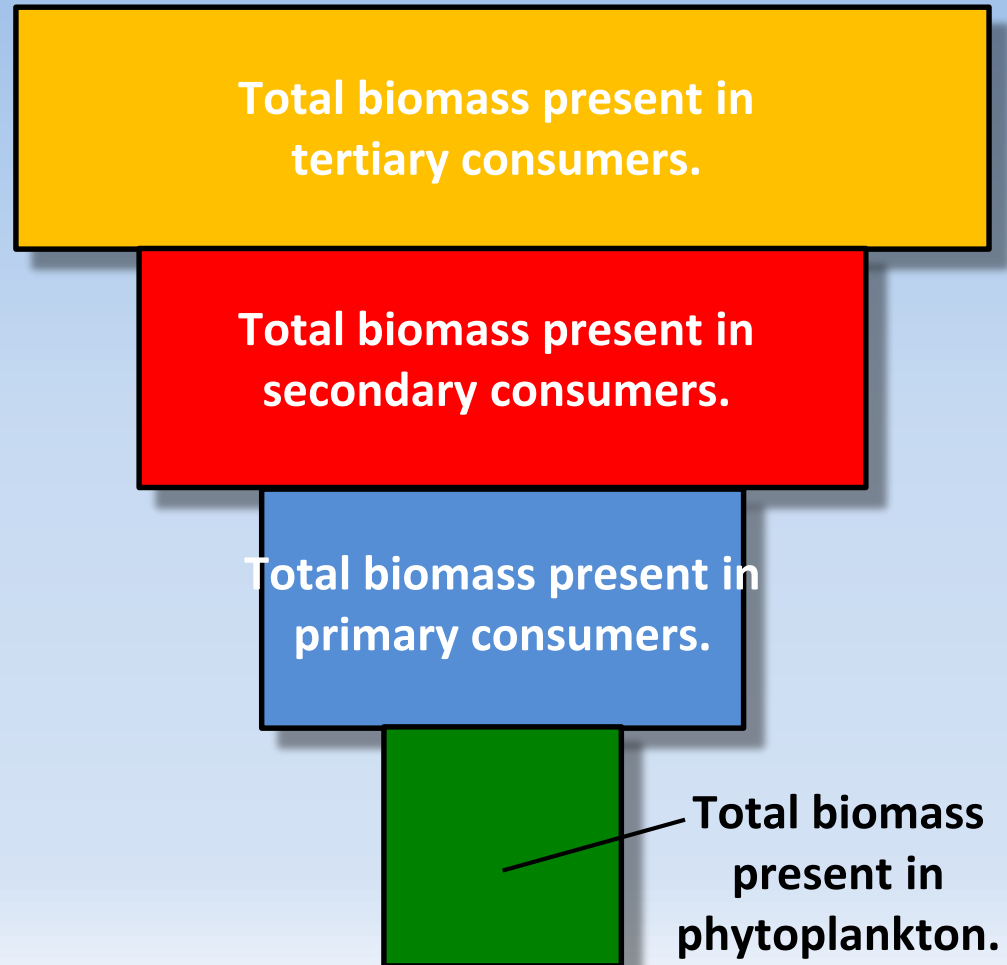 Total biomass present in
tertiary consumers.
Total biomass present in
secondary consumers.
Total biomass present in
primary consumers.
Total biomass
present in
phytoplankton.